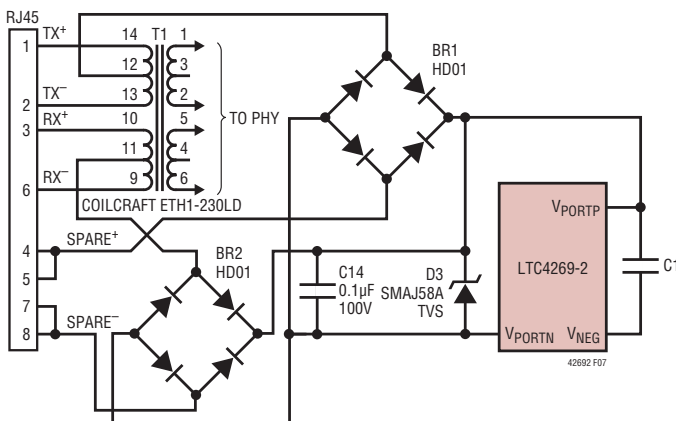 RJ45
1
TX+
14
T1
1
12
3
2
TX−
13
2
3
RX+
10
5
11
4
6
RX−
9
6
TO PHY
COILCRAFT ETH1-230LD
BR1
HD01
4
SPARE+
5
7
SPARE−
8
BR2
HD01
C14
0.1µF
100V
D3
SMAJ58A
TVS
VPORTP
LTC4269-2
VPORTN
VNEG
C1
42692 F07